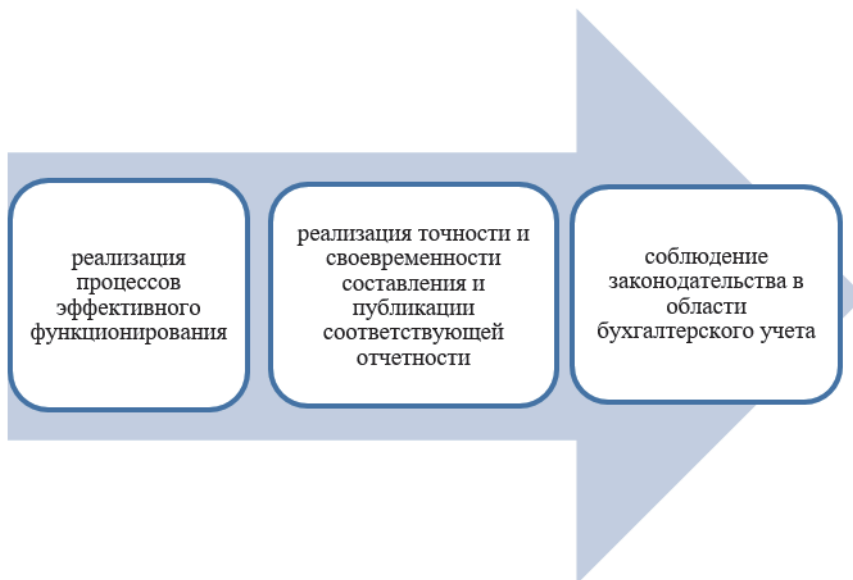 реализация
процессов
эффективного
функционирования
реализация точности и
своевременности
составления и
публикации
соответствующей
отчетности
соблюдение
законодательства в
области
бухгалтерского учета